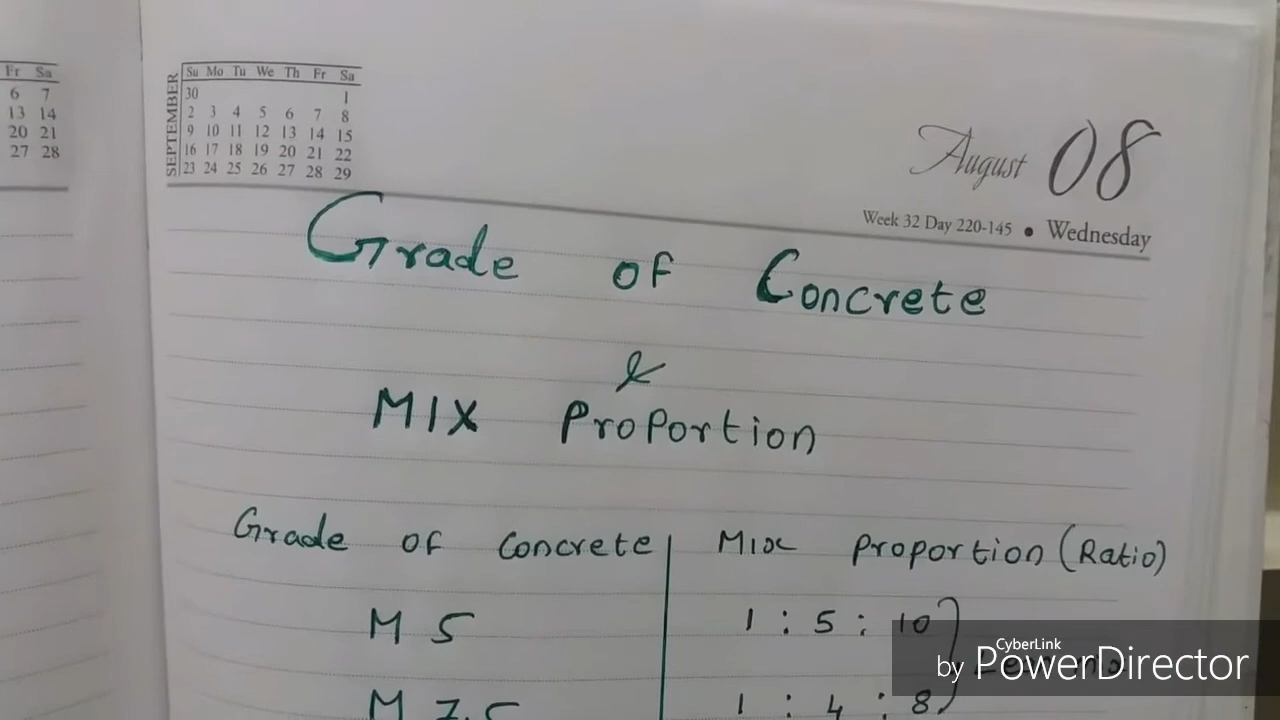 Fr Sa
6 7
13 14
20 21
27 28
SEPTEMBER
Su Mo Tu We Th Fr Sa
30 1
2 3 4 5 6 7 8
9 10 11 12 13 14 15
16 17 18 19 20 21 22
23 24 25 26 27 28 29
August 08
Week 32 Day 220-145 • Wednesday
Grade of Concrete
&
MIX Proportion
Grade of concrete Mix proportion (Ratio)
M 5 1 : 5 : 10
M 7.5 1 : 4 : 8
CyberLink
by PowerDirector